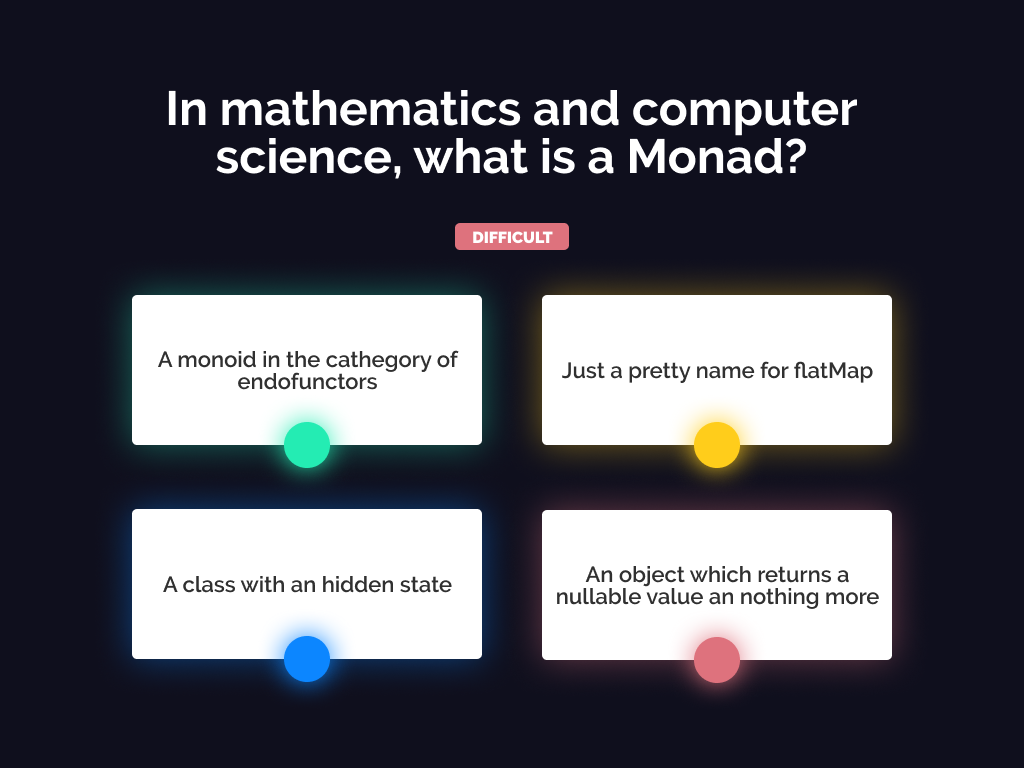 In mathematics and computer
science, what is a Monad?
DIFFICULT
A monoid in the cathegory of
endofunctors
Just a pretty name for flatMap
A class with an hidden state
An object which returns a
nullable value an nothing more